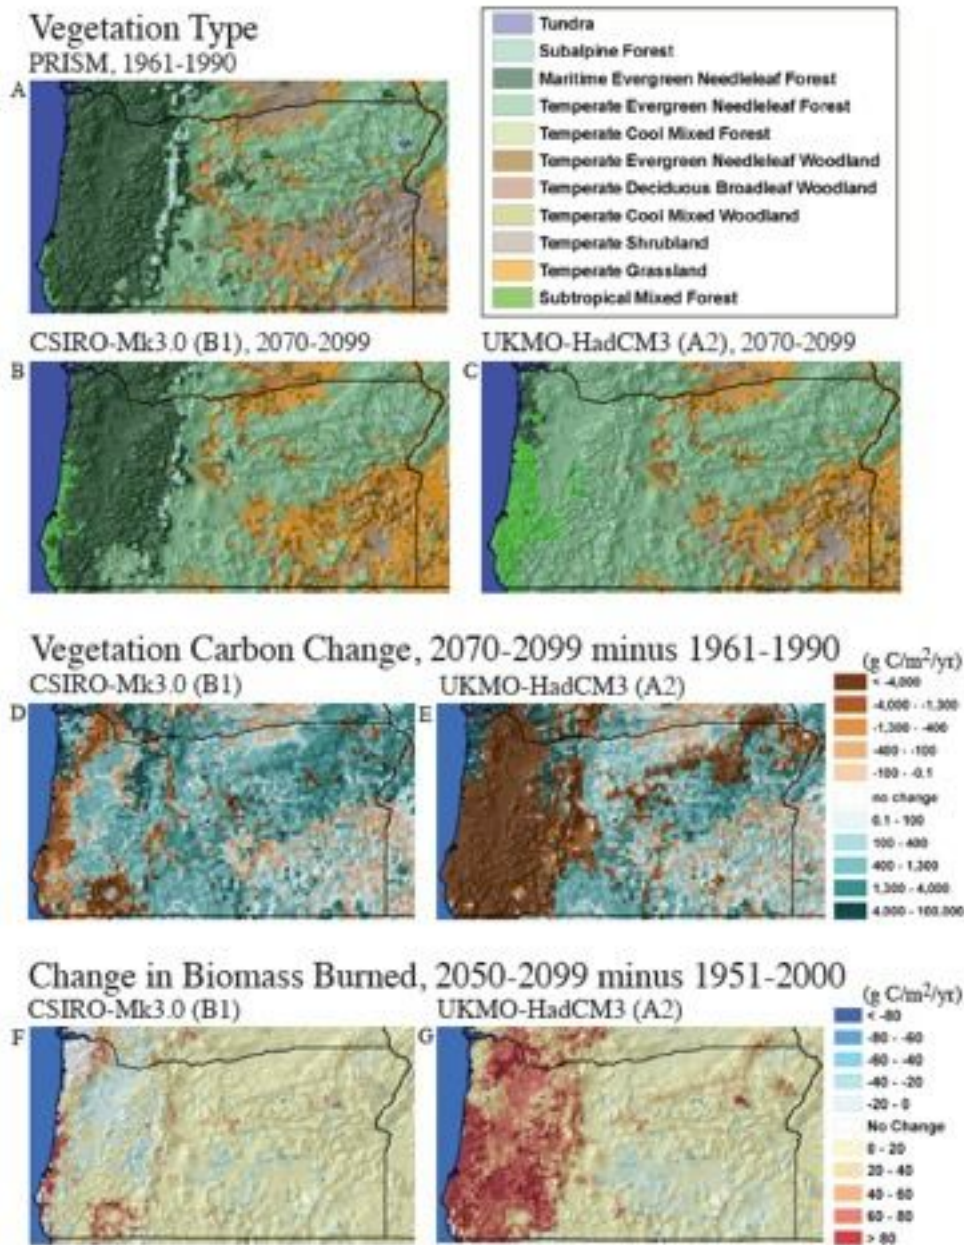 Vegetation Type
PRISM, 1961-1990
A
Tundra
Subalpine Forest
Maritime Evergreen Needleleaf Forest
Temperate Evergreen Needleleaf Forest
Temperate Cool Mixed Forest
Temperate Evergreen Needleleaf Woodland
Temperate Deciduous Broadleaf Woodland
Temperate Cool Mixed Woodland
Temperate Shrubland
Temperate Grassland
Subtropical Mixed Forest
CSIRO-Mk3.0 (B1), 2070-2099
UKMO-HadCM3 (A2), 2070-2099
B
C
Vegetation Carbon Change, 2070-2099 minus 1961-1990
(g C/m²/yr)
CSIRO-Mk3.0 (B1)
UKMO-HadCM3 (A2)
D
E
< -4,000
-4,000 - -1,300
-1,300 - -400
-400 - -100
-100 - -0.1
no change
0.1 - 100
100 - 400
400 - 1,300
1,300 - 4,000
4,000 - 100,000
Change in Biomass Burned, 2050-2099 minus 1951-2000
(g C/m²/yr)
CSIRO-Mk3.0 (B1)
UKMO-HadCM3 (A2)
F
G
< -80
-80 - -60
-60 - -40
-40 - -20
-20 - 0
No Change
0 - 20
20 - 40
40 - 60
60 - 80
> 80